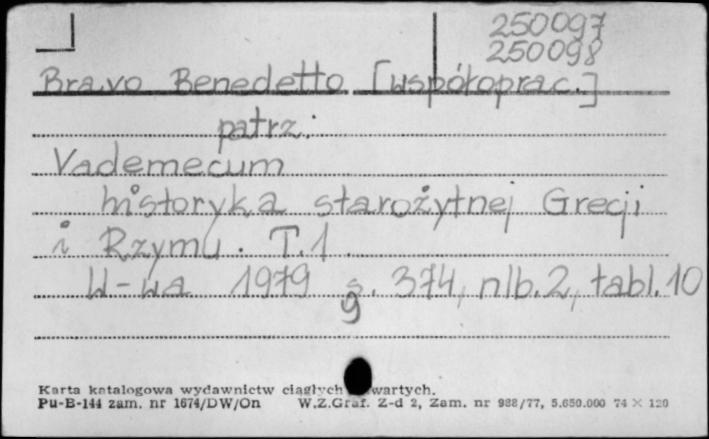 250097
250098
Bravo Benedetto [współoprac.]
patrz:
Vademecum
historyka starożytnej Grecji
i Rzymu. T.1.
W-wa 1979 s. 374, nlb. 2, tabl. 10
9
Karta katalogowa wydawnictw ciągłych wartych.
Pu-B-144 zam. nr 1674/DW/On W.Z.Graf. Z-d 2, Zam. nr 988/77, 5.650.000 74 × 120